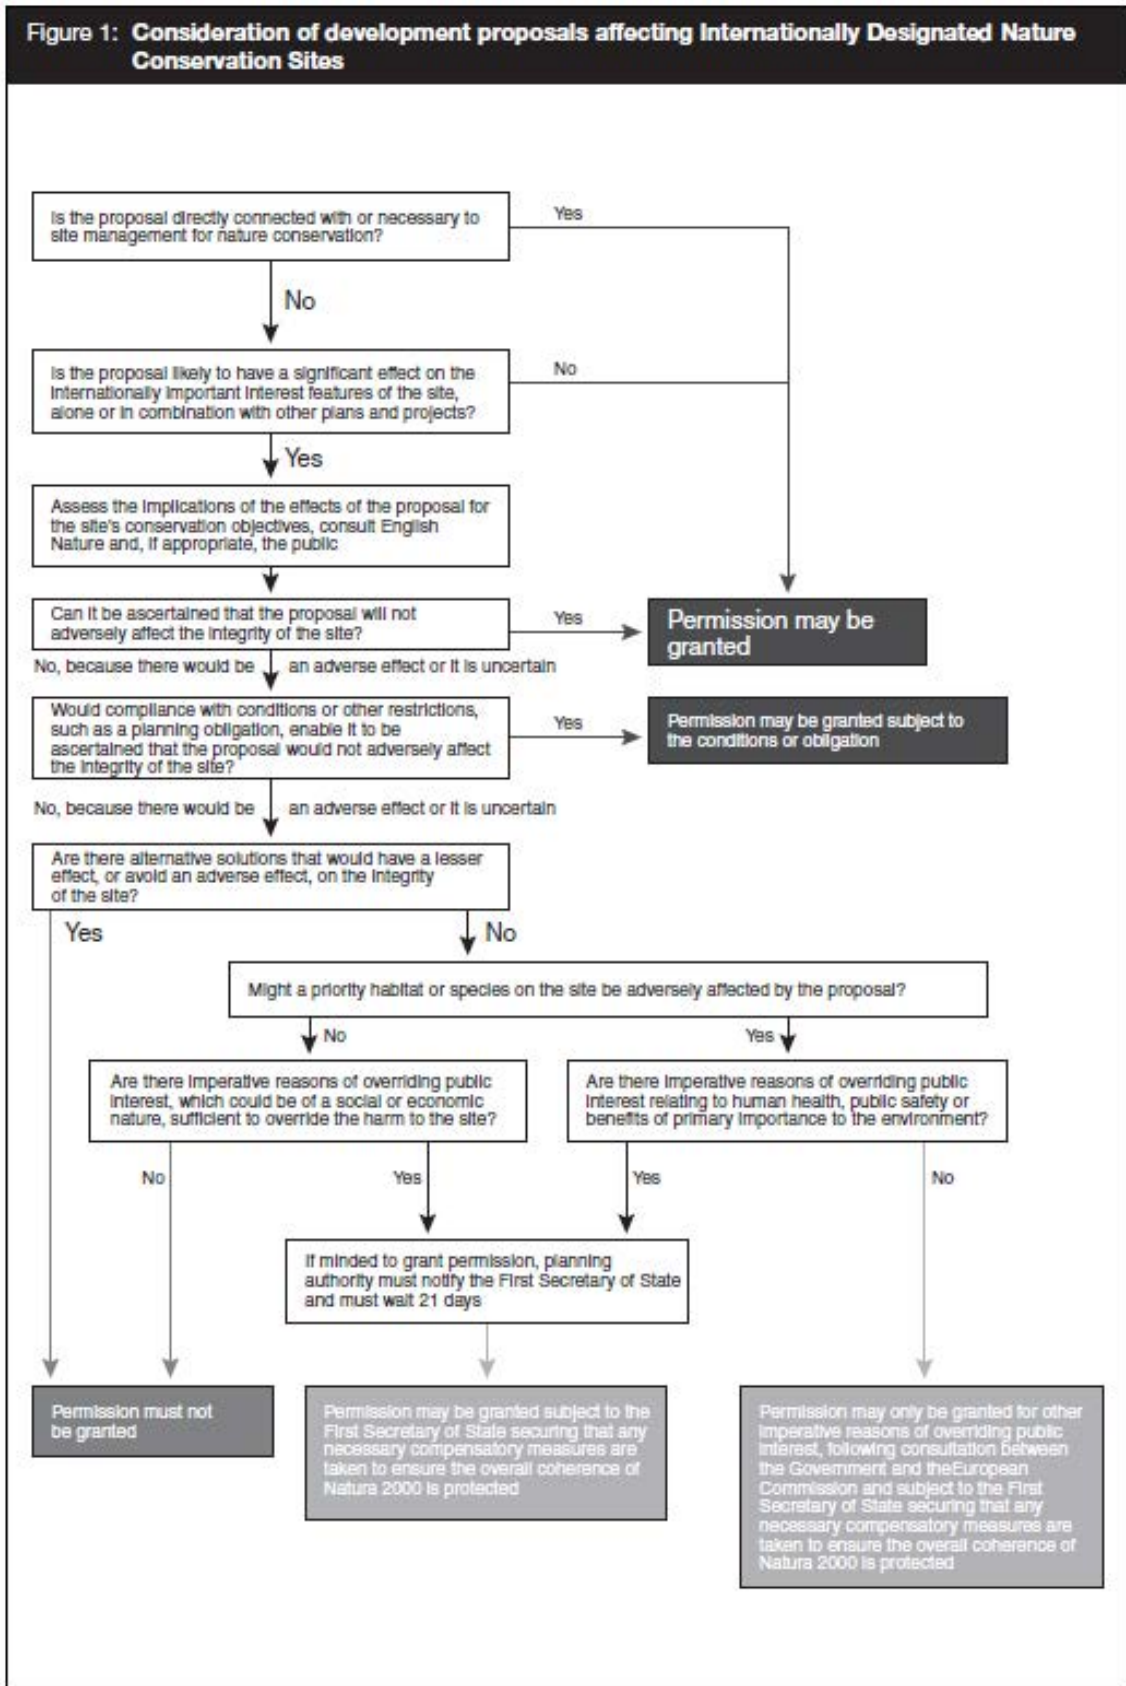 Figure 1: Consideration of development proposals affecting Internationally Designated Nature
Conservation Sites
Is the proposal directly connected with or necessary to
site management for nature conservation?
Yes
No
Is the proposal likely to have a significant effect on the
internationally important interest features of the site,
alone or in combination with other plans and projects?
No
Yes
Assess the implications of the effects of the proposal for
the site's conservation objectives, consult English
Nature and, if appropriate, the public
Can it be ascertained that the proposal will not
adversely affect the integrity of the site?
Yes
Permission may be
granted
No, because there would be an adverse effect or it is uncertain
Would compliance with conditions or other restrictions,
such as a planning obligation, enable it to be
ascertained that the proposal would not adversely affect
the integrity of the site?
Yes
Permission may be granted subject to
the conditions or obligation
No, because there would be an adverse effect or it is uncertain
Are there alternative solutions that would have a lesser
effect, or avoid an adverse effect, on the integrity
of the site?
Yes
No
Might a priority habitat or species on the site be adversely affected by the proposal?
No
Yes
Are there imperative reasons of overriding public
interest, which could be of a social or economic
nature, sufficient to override the harm to the site?
Are there imperative reasons of overriding public
interest relating to human health, public safety or
benefits of primary importance to the environment?
No
Yes
Yes
No
If minded to grant permission, planning
authority must notify the First Secretary of State
and must wait 21 days
Permission must not
be granted
Permission may be granted subject to the
First Secretary of State securing that any
necessary compensatory measures are
taken to ensure the overall coherence of
Natura 2000 is protected
Permission may only be granted for other
imperative reasons of overriding public
interest, following consultation between
the Government and theEuropean
Commission and subject to the First
Secretary of State securing that any
necessary compensatory measures are
taken to ensure the overall coherence of
Natura 2000 is protected